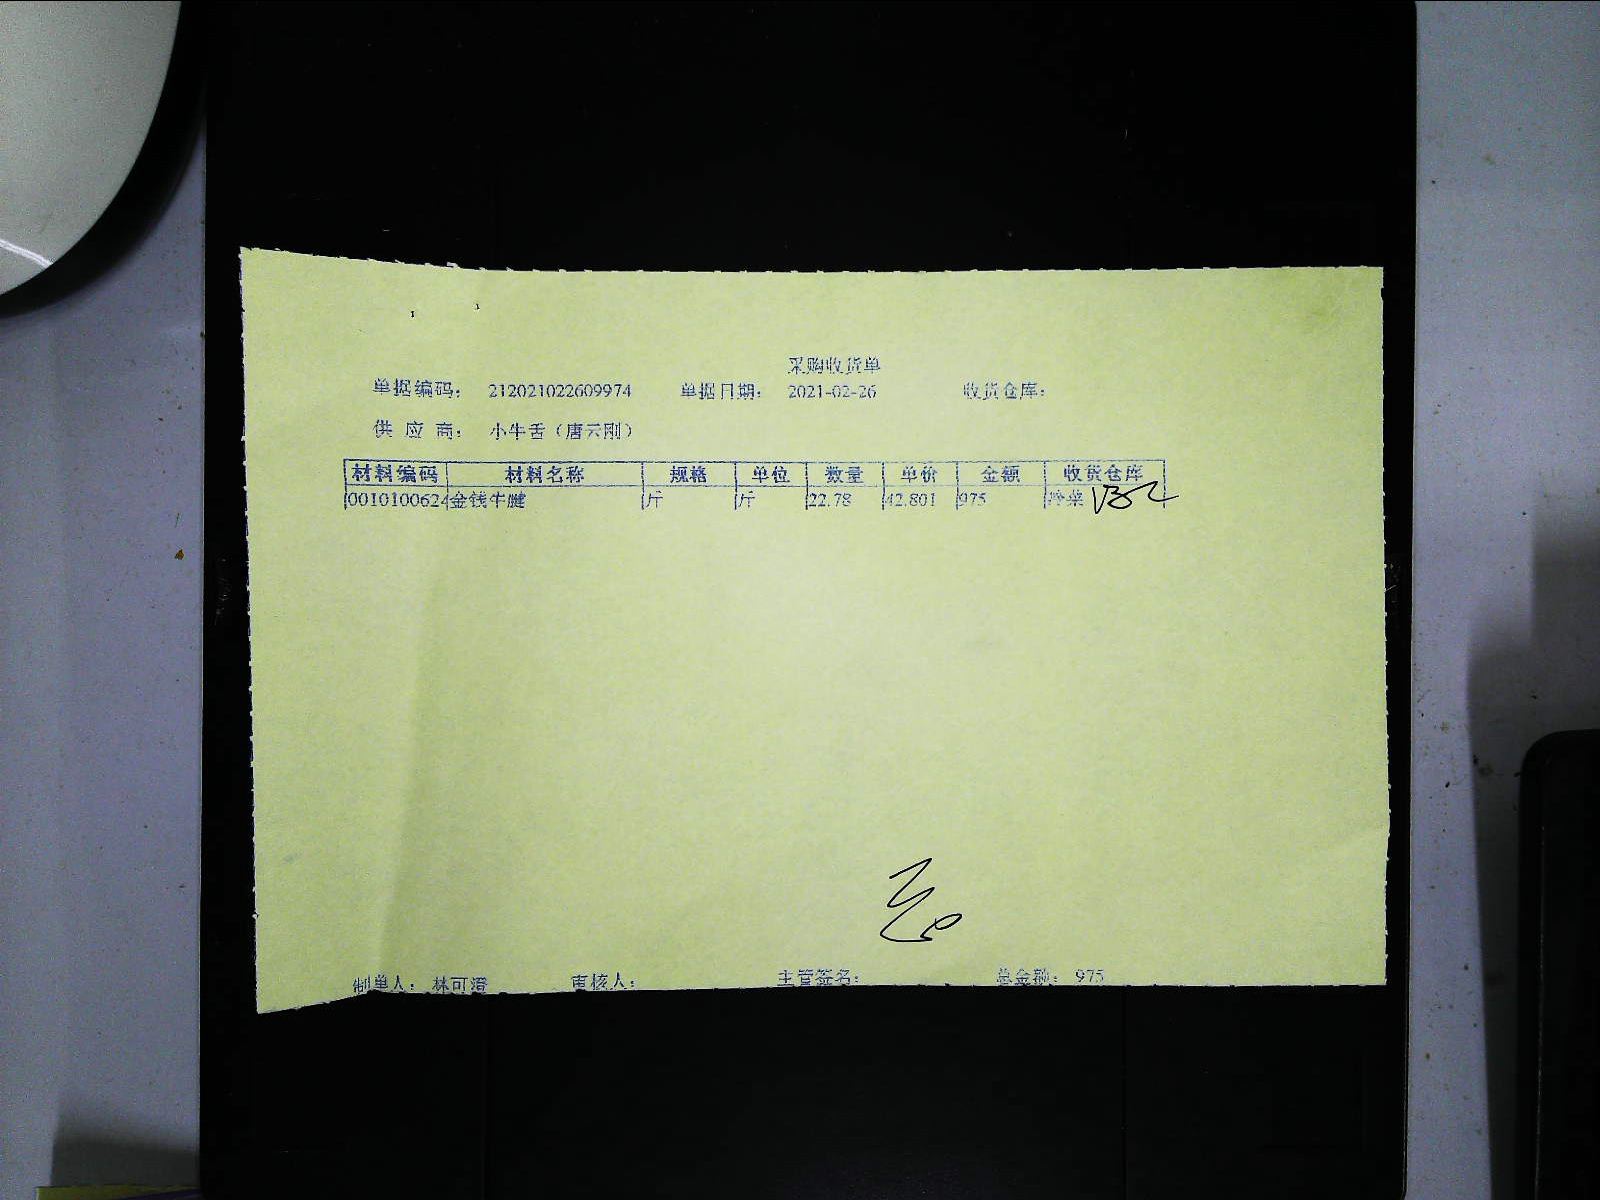 采购收货单
单据编码： 212021022609974 单据日期： 2021-02-26 收货仓库：
供 应 商： 小牛舌（唐云刚）
材料编码 材料名称 规格 单位 数量 单价 金额 收货仓库
0010100624 金钱牛腱 斤 斤 22.78 42.801 975 冷菜
制单人： 林可澄 审核人： 主管签名： 总金额： 975